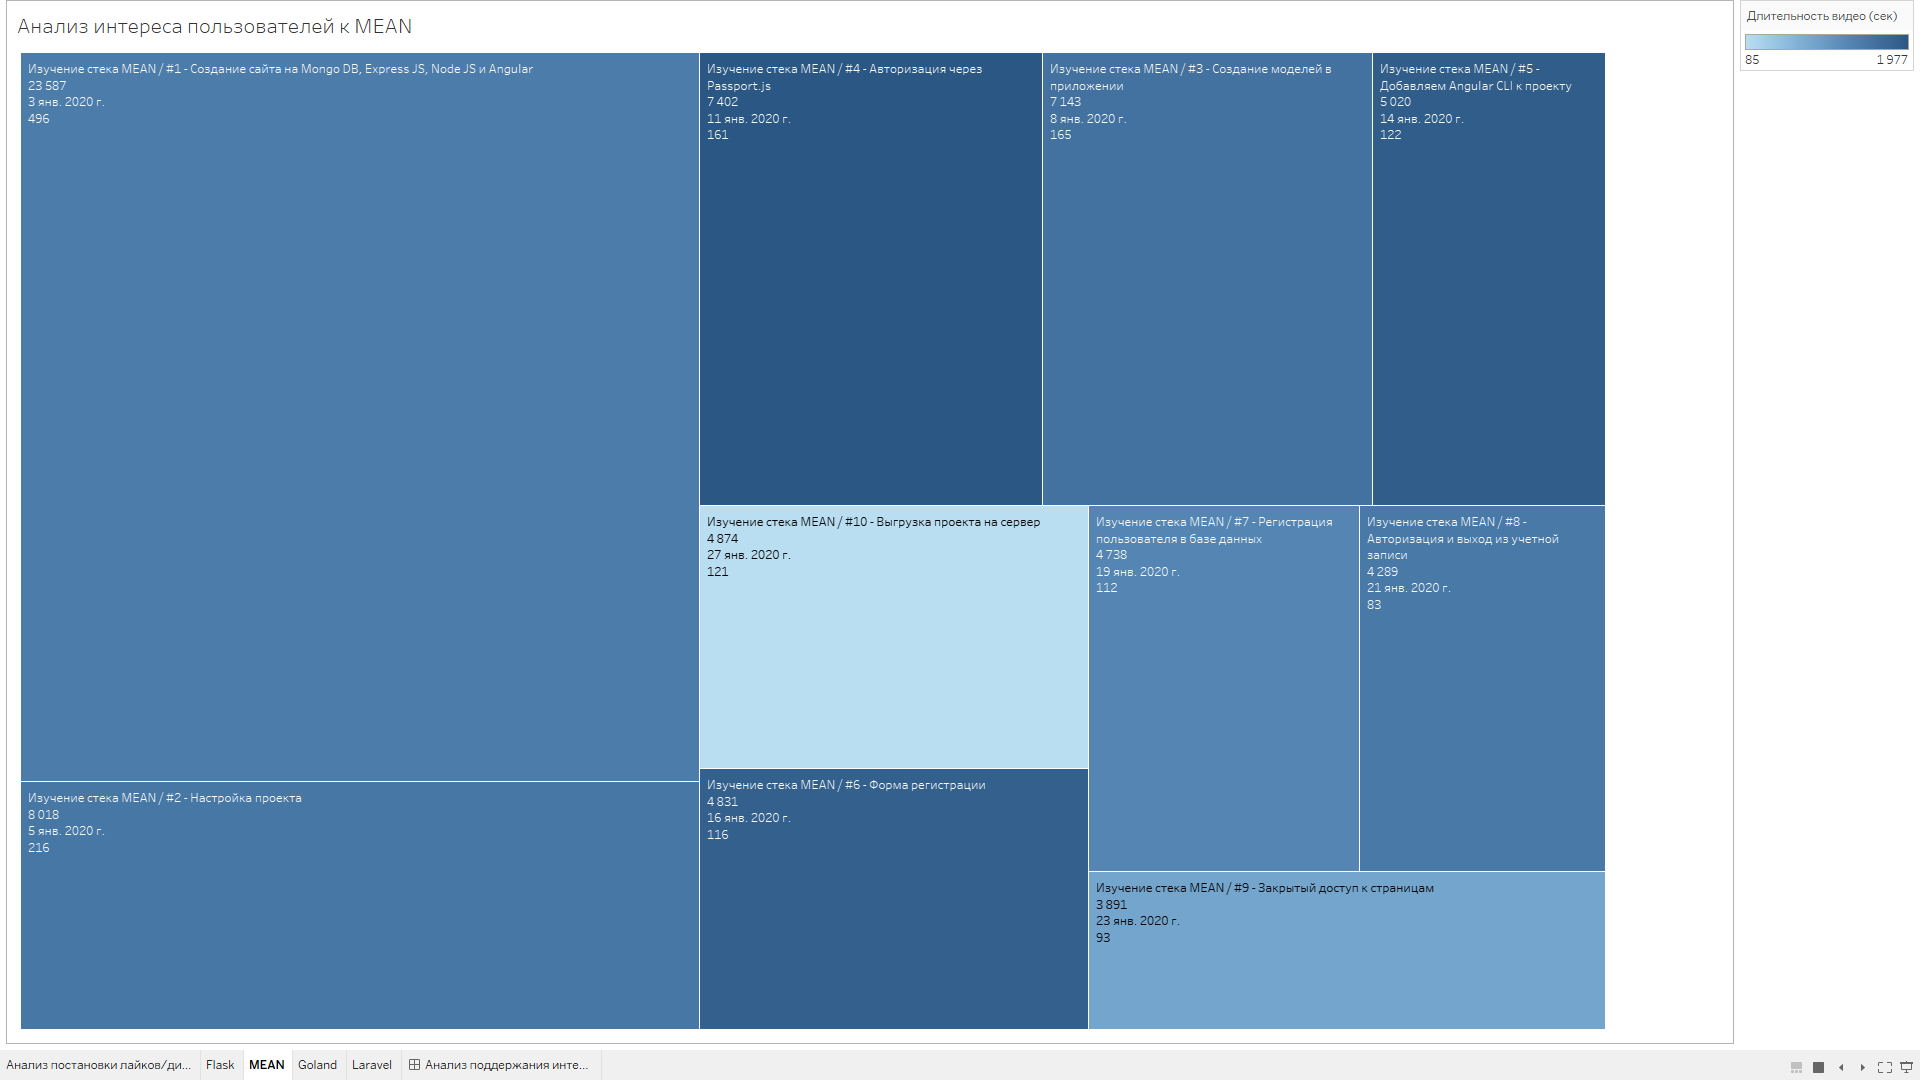 Анализ интереса пользователей к MEAN
Изучение стека MEAN / #1 - Создание сайта на Mongo DB, Express JS, Node JS и Angular
23 587
3 янв. 2020 г.
496
Изучение стека MEAN / #2 - Настройка проекта
8 018
5 янв. 2020 г.
216
Изучение стека MEAN / #4 - Авторизация через
Passport.js
7 402
11 янв. 2020 г.
161
Изучение стека MEAN / #3 - Создание моделей в
приложении
7 143
8 янв. 2020 г.
165
Изучение стека MEAN / #5 -
Добавляем Angular CLI к проекту
5 020
14 янв. 2020 г.
122
Изучение стека MEAN / #10 - Выгрузка проекта на сервер
4 874
27 янв. 2020 г.
121
Изучение стека MEAN / #6 - Форма регистрации
4 831
16 янв. 2020 г.
116
Изучение стека MEAN / #7 - Регистрация
пользователя в базе данных
4 738
19 янв. 2020 г.
112
Изучение стека MEAN / #8 -
Авторизация и выход из учетной
записи
4 289
21 янв. 2020 г.
83
Изучение стека MEAN / #9 - Закрытый доступ к страницам
3 891
23 янв. 2020 г.
93
Длительность видео (сек)
85 1 977
Анализ постановки лайков/ди... Flask MEAN Goland Laravel Анализ поддержания инте...